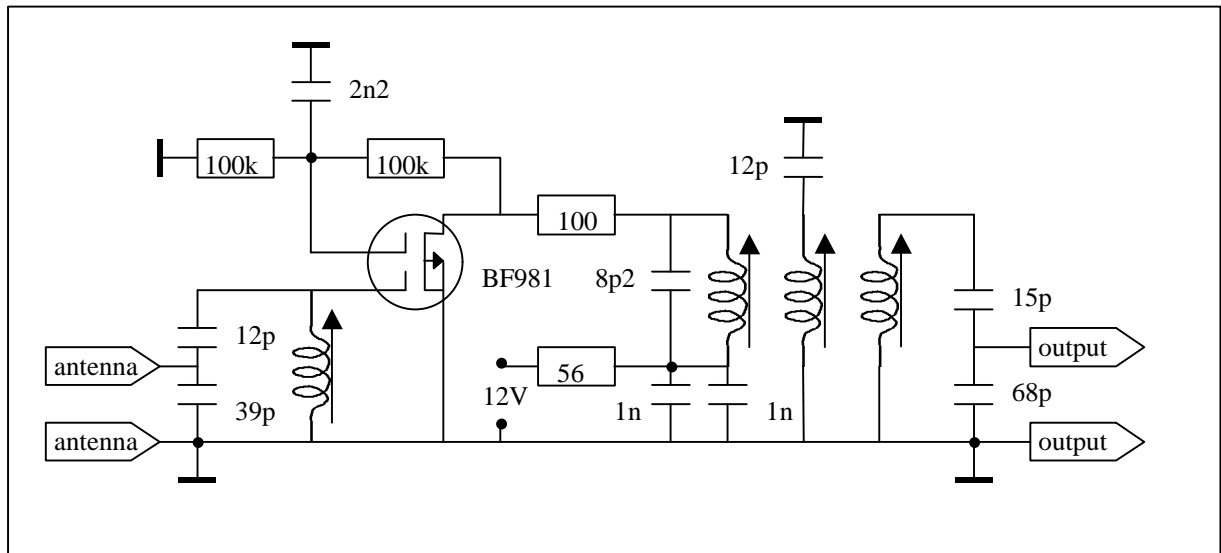 2n2
100k
100k
12p
100
BF981
8p2
15p
12p
antenna
output
56
12V
39p
1n
1n
68p
antenna
output